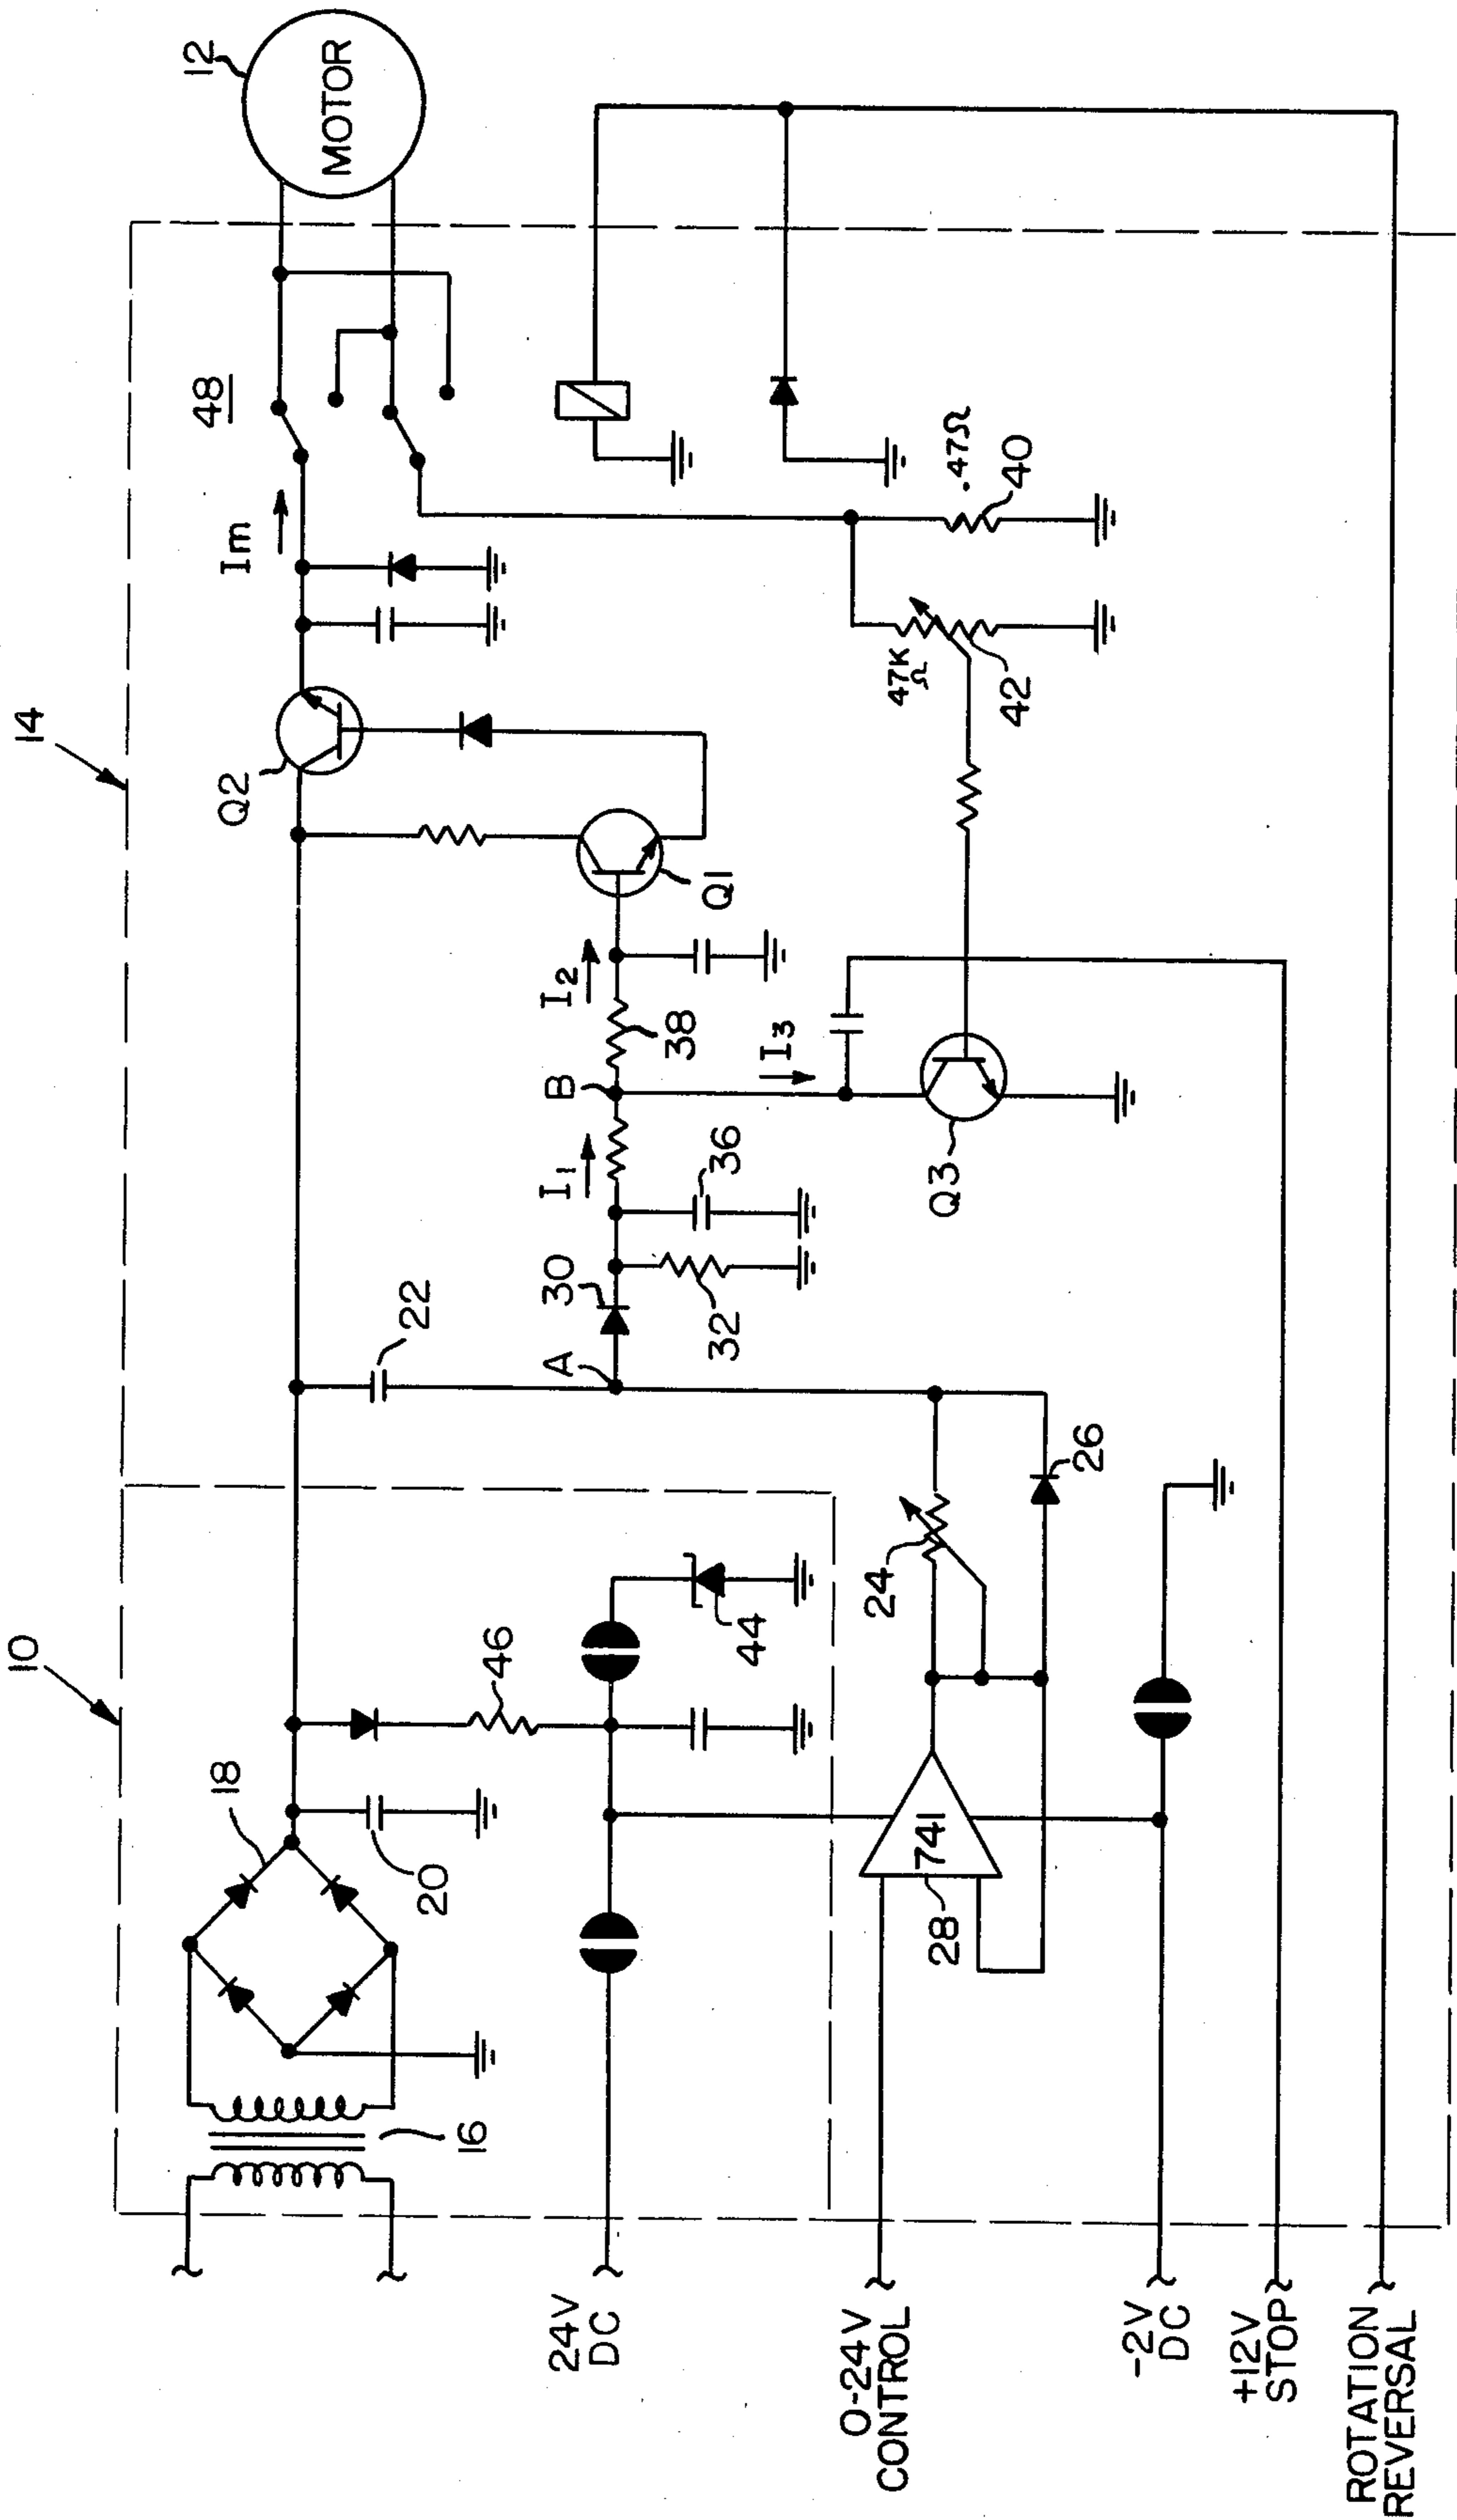 14
10
12
MOTOR
48
Im
Q2
18
20
22
46
16
24V
DC
44
A
30
32
I1
36
B
38
I2
I3
Q1
Q3
47K
Ω
42
.47Ω
40
24
26
28
741
0-24V
CONTROL
-2V
DC
+12V
STOP
ROTATION
REVERSAL